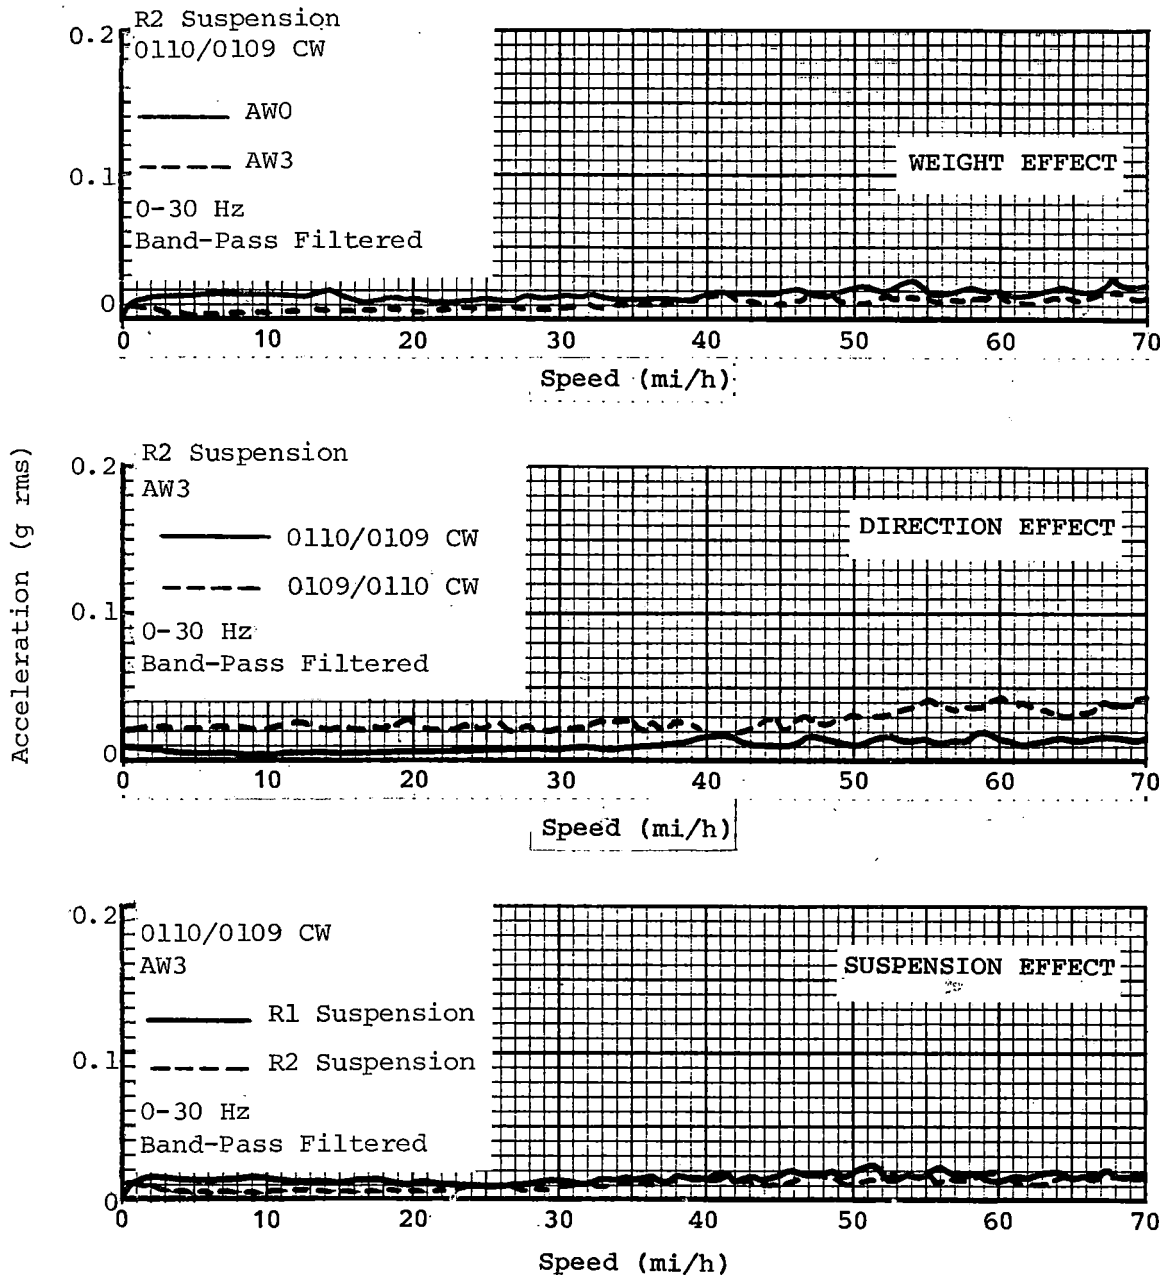 R2 Suspension
0110/0109 CW
AW0
AW3
0-30 Hz
Band-Pass Filtered
WEIGHT EFFECT
0.2
0.1
0
0 10 20 30 40 50 60 70
Speed (mi/h)
Acceleration (g rms)
R2 Suspension
AW3
0110/0109 CW
0109/0110 CW
0-30 Hz
Band-Pass Filtered
DIRECTION EFFECT
0.2
0.1
0
0 10 20 30 40 50 60 70
Speed (mi/h)
0110/0109 CW
AW3
R1 Suspension
R2 Suspension
0-30 Hz
Band-Pass Filtered
SUSPENSION EFFECT
0.2
0.1
0
0 10 20 30 40 50 60 70
Speed (mi/h)